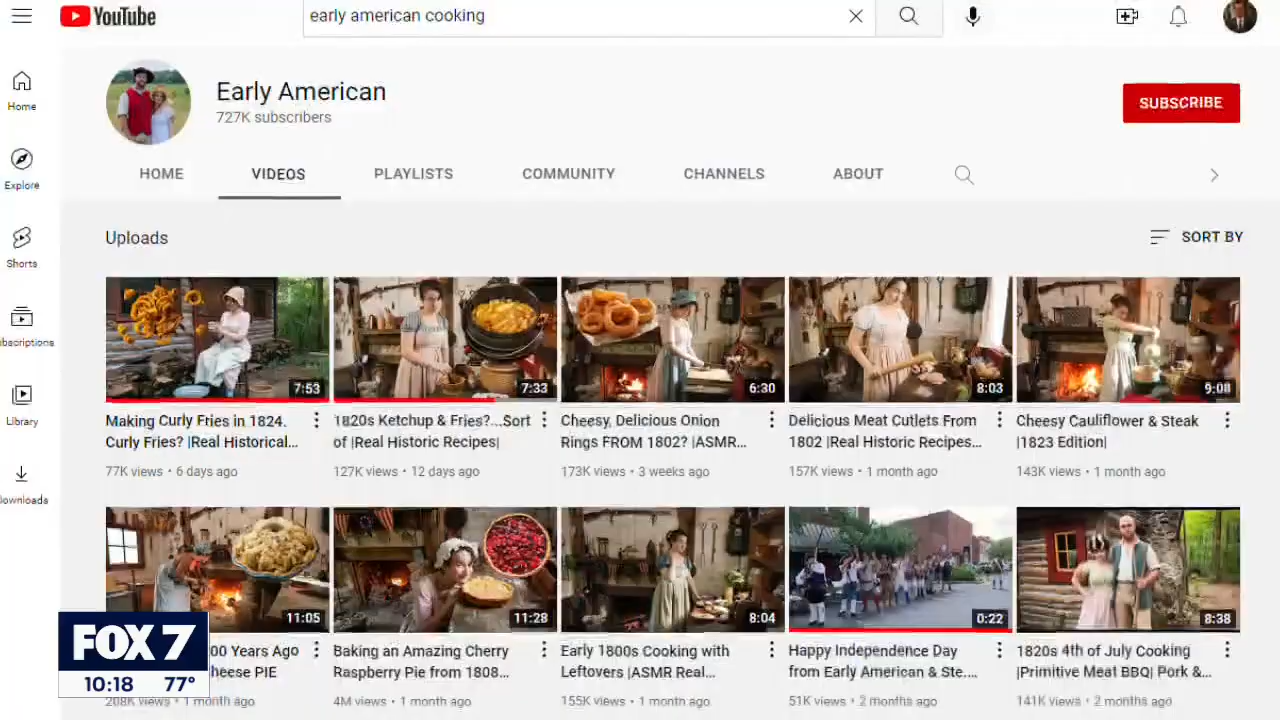 YouTube
early american cooking
Early American
727K subscribers
SUBSCRIBE
HOME
VIDEOS
PLAYLISTS
COMMUNITY
CHANNELS
ABOUT
Home
Explore
Shorts
bscriptions
Library
ownloads
Uploads
SORT BY
7:53
7:33
6:30
8:03
9:08
Making Curly Fries in 1824.
Curly Fries? |Real Historical...
77K views • 6 days ago
1820s Ketchup & Fries?...Sort
of |Real Historic Recipes|
127K views • 12 days ago
Cheesy, Delicious Onion
Rings FROM 1802? |ASMR...
173K views • 3 weeks ago
Delicious Meat Cutlets From
1802 |Real Historic Recipes...
157K views • 1 month ago
Cheesy Cauliflower & Steak
|1823 Edition|
143K views • 1 month ago
11:05
11:28
8:04
0:22
8:38
00 Years Ago
heese PIE
208K views • 1 month ago
Baking an Amazing Cherry
Raspberry Pie from 1808...
4M views • 1 month ago
Early 1800s Cooking with
Leftovers |ASMR Real...
155K views • 1 month ago
Happy Independence Day
from Early American & Ste....
51K views • 2 months ago
1820s 4th of July Cooking
|Primitive Meat BBQ| Pork &...
141K views • 2 months ago
FOX 7
10:18 77°